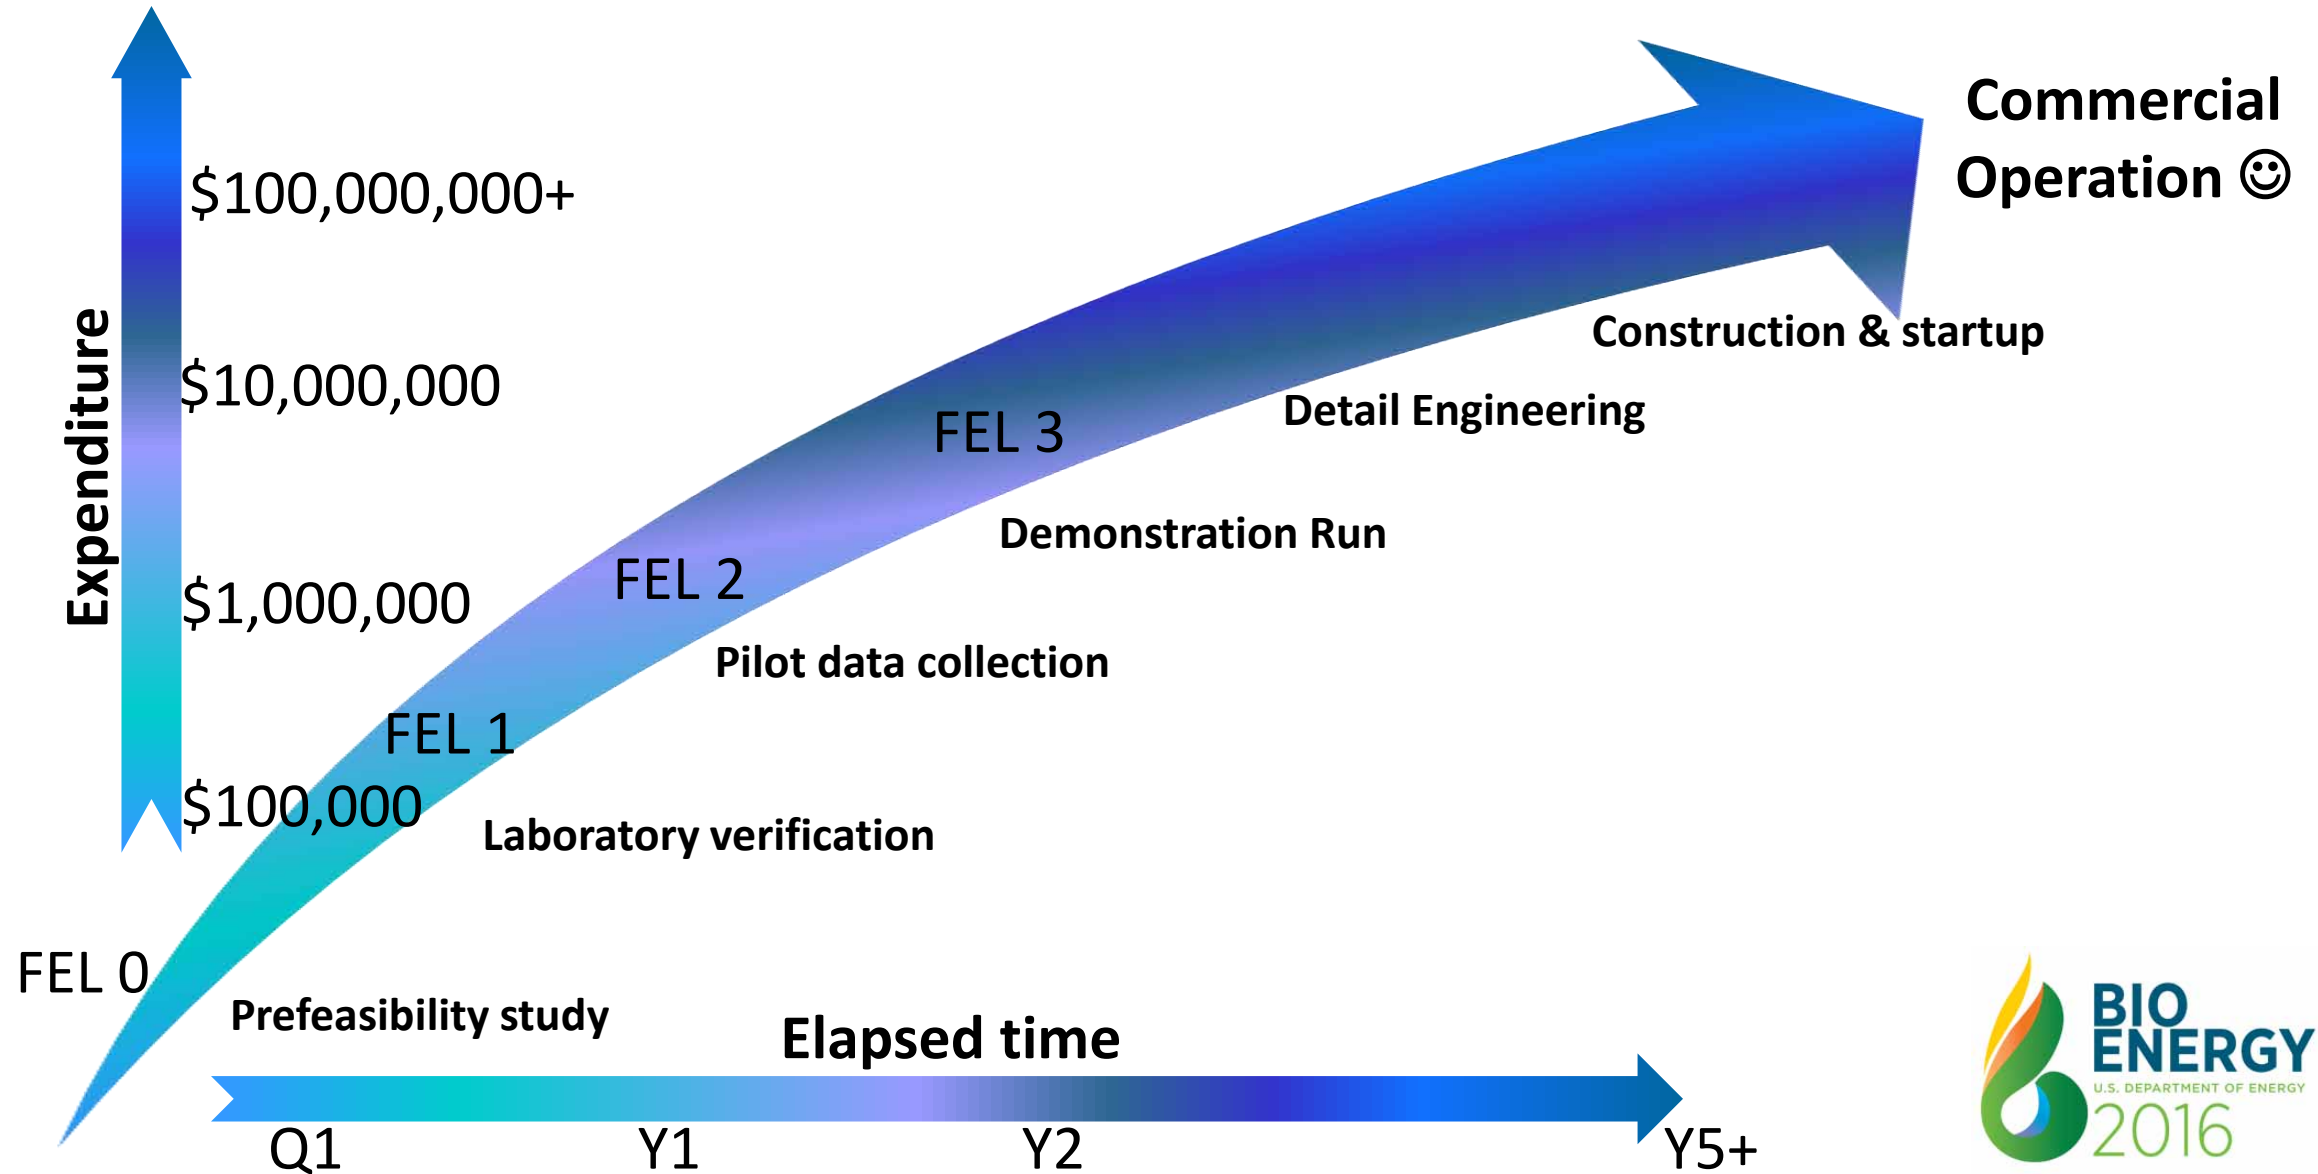 Commercial
Operation ☺
$100,000,000+
Construction & startup
$10,000,000
Detail Engineering
FEL 3
Expenditure
Demonstration Run
FEL 2
$1,000,000
Pilot data collection
FEL 1
$100,000
Laboratory verification
FEL 0
Prefeasibility study
Elapsed time
Q1
Y1
Y2
Y5+
BIO
ENERGY
U.S. DEPARTMENT OF ENERGY
2016